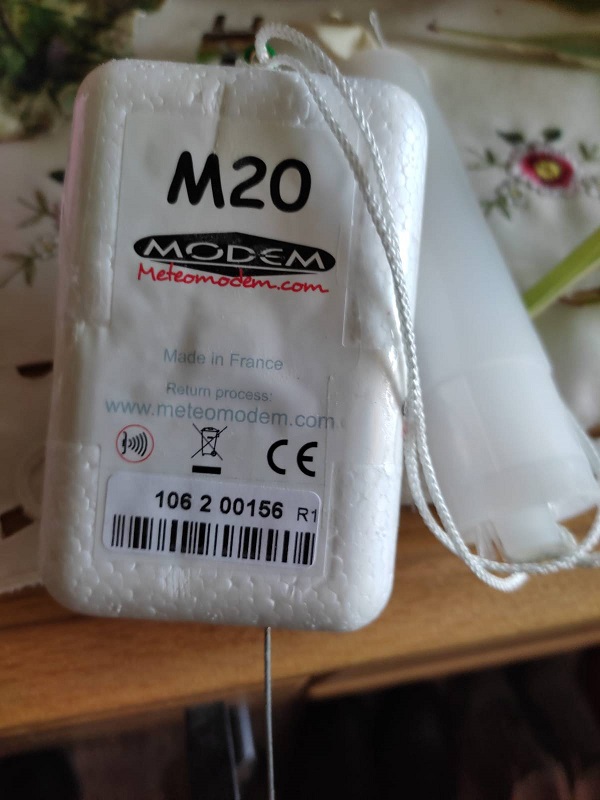 M20
MODEM
Meteomodem.com
Made in France
Return process:
www.meteomodem.com
CE
106 2 00156 R1